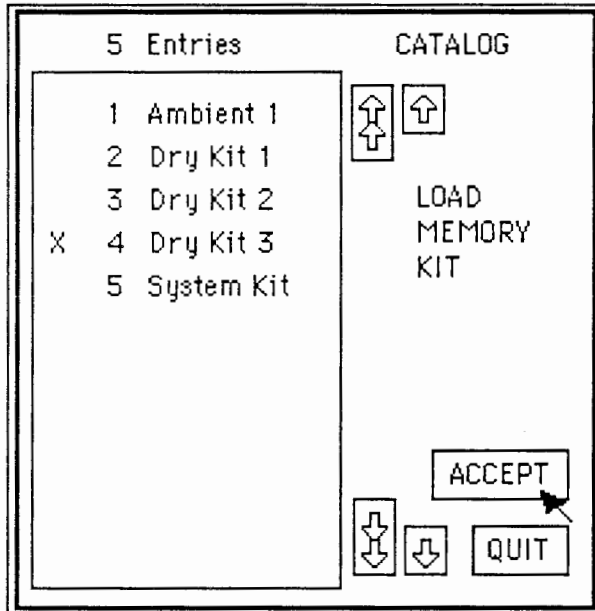 5 Entries
CATALOG
1 Ambient 1
2 Dry Kit 1
3 Dry Kit 2
X 4 Dry Kit 3
5 System Kit
LOAD
MEMORY
KIT
ACCEPT
QUIT